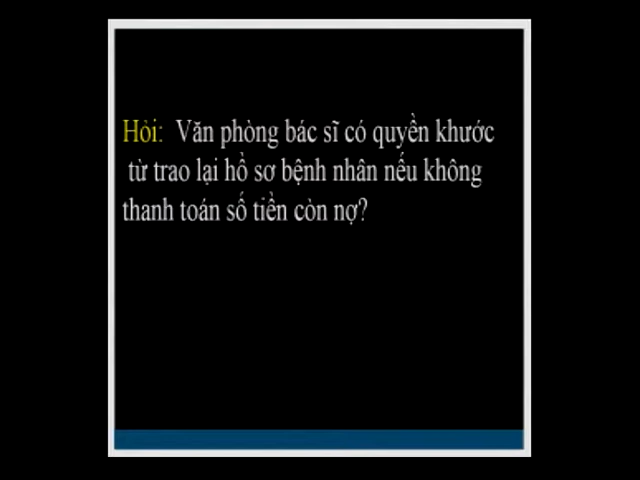 Hỏi: Văn phòng bác sĩ có quyền khước
từ trao lại hồ sơ bệnh nhân nếu không
thanh toán số tiền còn nợ?